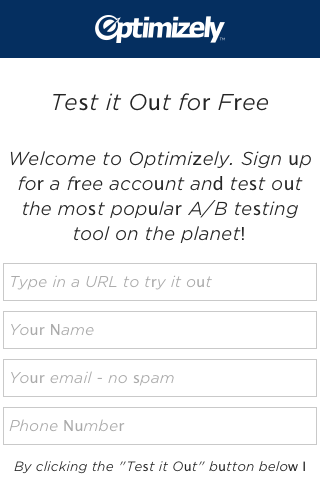 Optimizely
Test it Out for Free
Welcome to Optimizely. Sign up
for a free account and test out
the most popular A/B testing
tool on the planet!
Type in a URL to try it out
Your Name
Your email - no spam
Phone Number
By clicking the "Test it Out" button below I